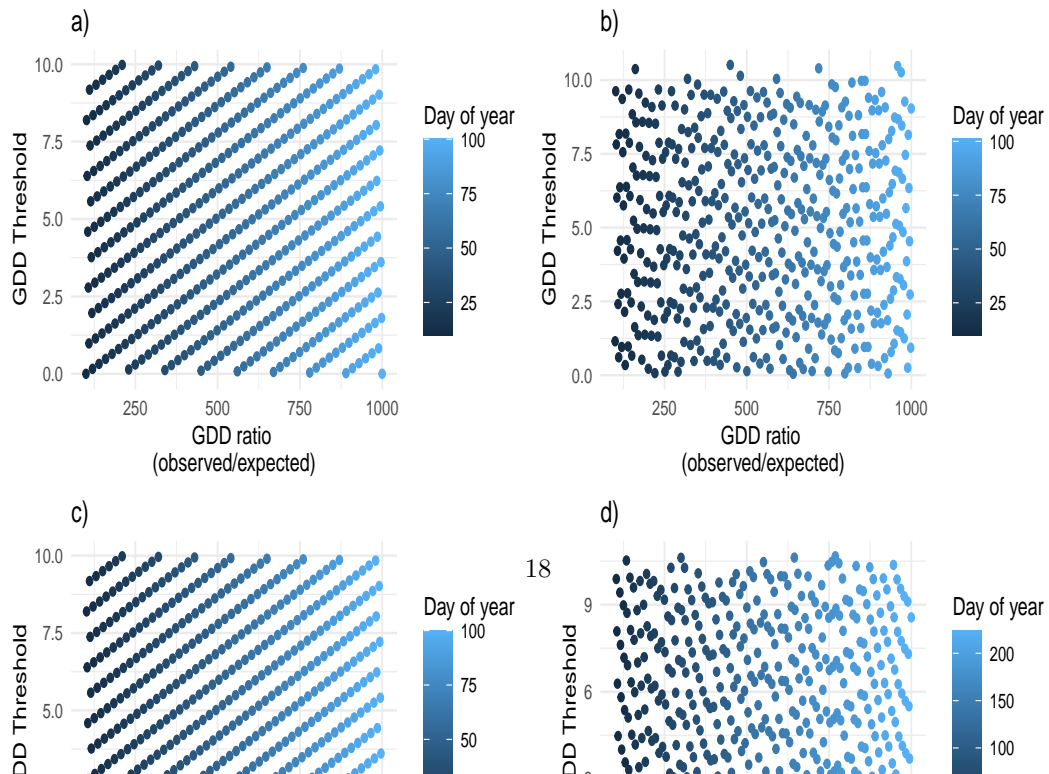 a)
10.0
7.5
5.0
2.5
0.0
GDD Threshold
250 500 750 1000
GDD ratio
(observed/expected)
Day of year
100
75
50
25
b)
10.0
7.5
5.0
2.5
0.0
GDD Threshold
250 500 750 1000
GDD ratio
(observed/expected)
Day of year
100
75
50
25
c)
10.0
7.5
5.0
DD Threshold
Day of year
100
75
50
18
d)
9
6
DD Threshold
Day of year
200
150
100